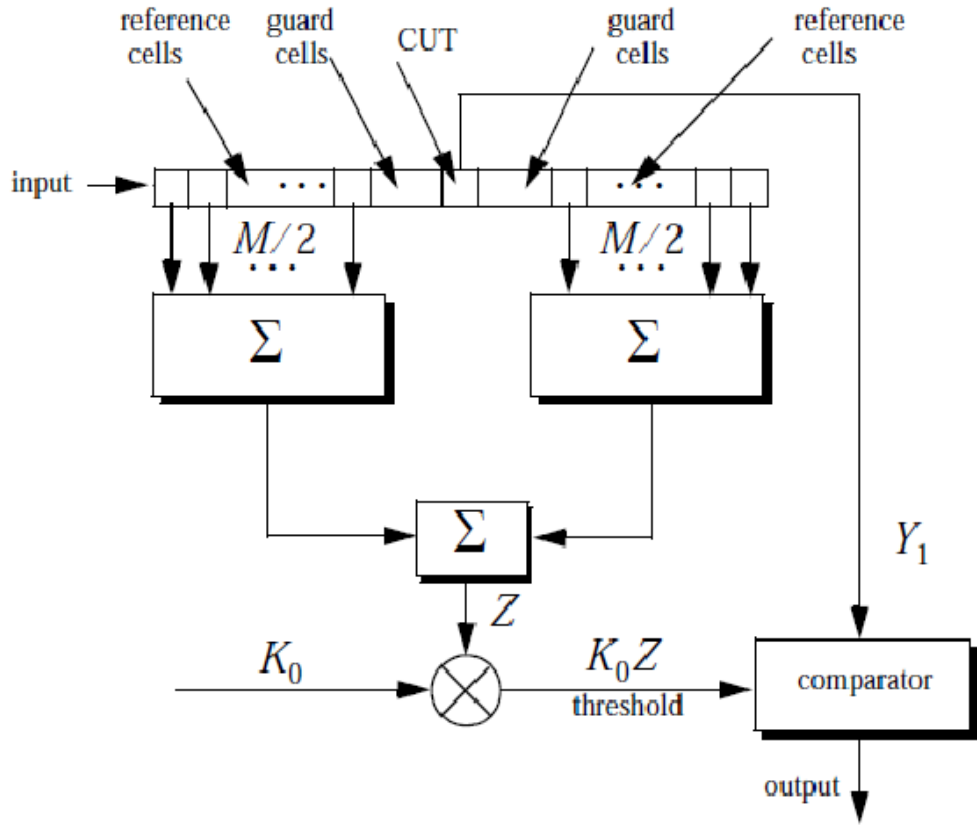 reference cells
guard cells
CUT
guard cells
reference cells
input
...
...
M/2
...
M/2
...
Σ
Σ
Σ
Y₁
Z
K₀
K₀Z
threshold
comparator
output